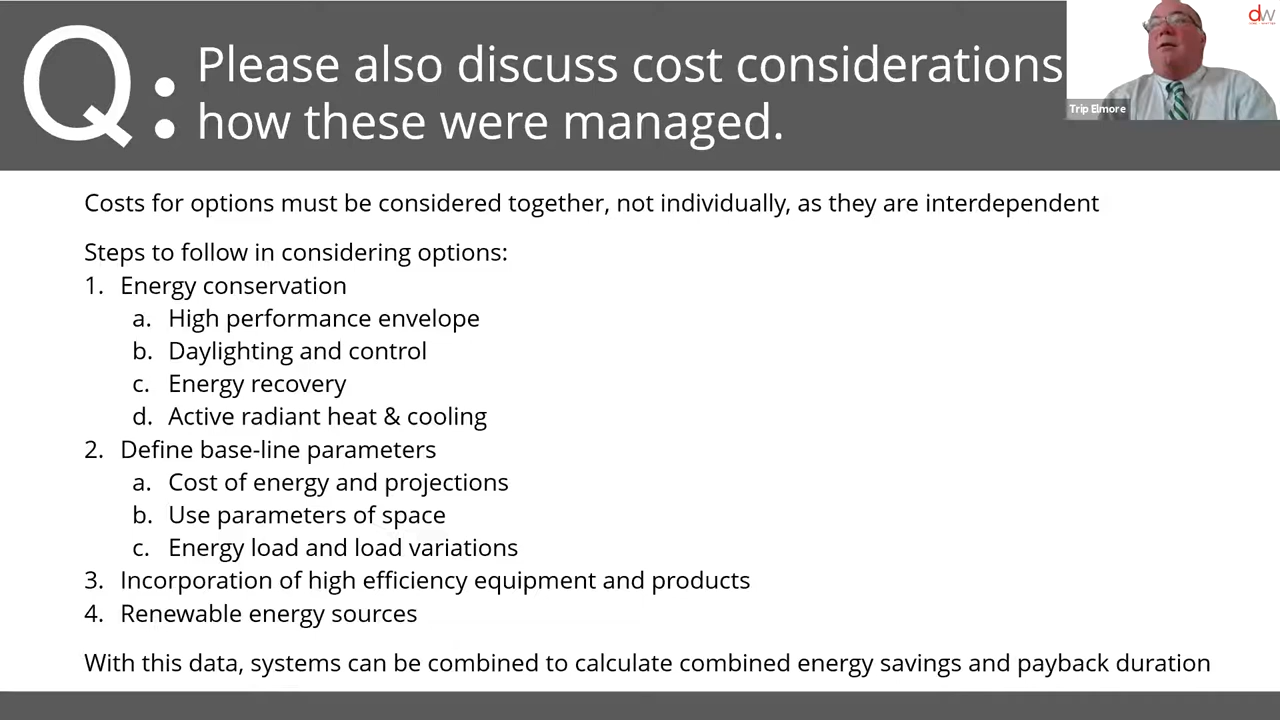 Q: Please also discuss cost considerations
how these were managed.
dw
Trip Elmore
Costs for options must be considered together, not individually, as they are interdependent
Steps to follow in considering options:
1. Energy conservation
a. High performance envelope
b. Daylighting and control
c. Energy recovery
d. Active radiant heat & cooling
2. Define base-line parameters
a. Cost of energy and projections
b. Use parameters of space
c. Energy load and load variations
3. Incorporation of high efficiency equipment and products
4. Renewable energy sources
With this data, systems can be combined to calculate combined energy savings and payback duration